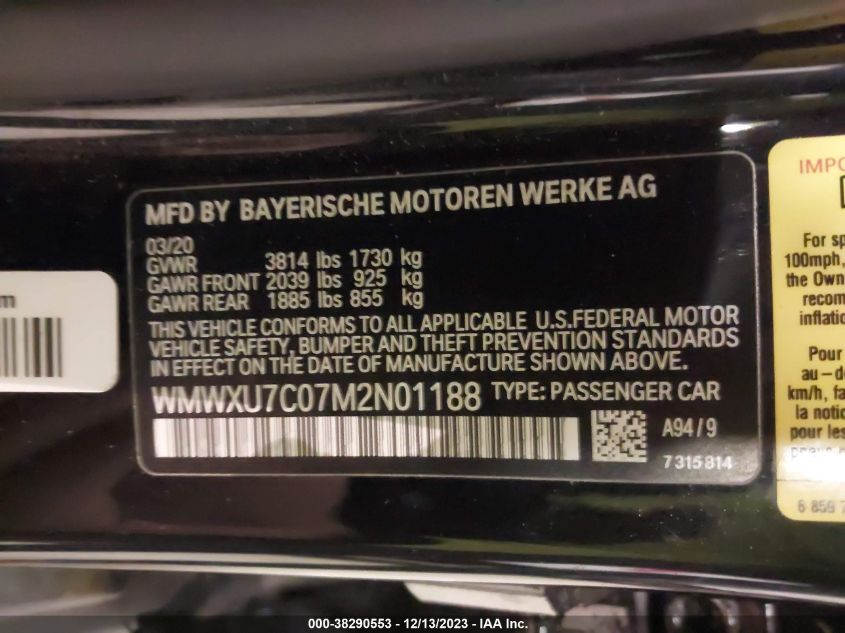 MFD BY BAYERISCHE MOTOREN WERKE AG
03/20
GVWR 3814 lbs 1730 kg
GAWR FRONT 2039 lbs 925 kg
GAWR REAR 1885 lbs 855 kg
THIS VEHICLE CONFORMS TO ALL APPLICABLE U.S.FEDERAL MOTOR
VEHICLE SAFETY, BUMPER AND THEFT PREVENTION STANDARDS
IN EFFECT ON THE DATE OF MANUFACTURE SHOWN ABOVE.
WMWXU7C07M2N01188 TYPE: PASSENGER CAR
A94/9
7315814
IMPO
For sp
100mph,
the Own
recom
inflatio
Pour
au-de
km/h, fa
la notic
pour les
6 859 7
000-38290553 - 12/13/2023 - IAA Inc.